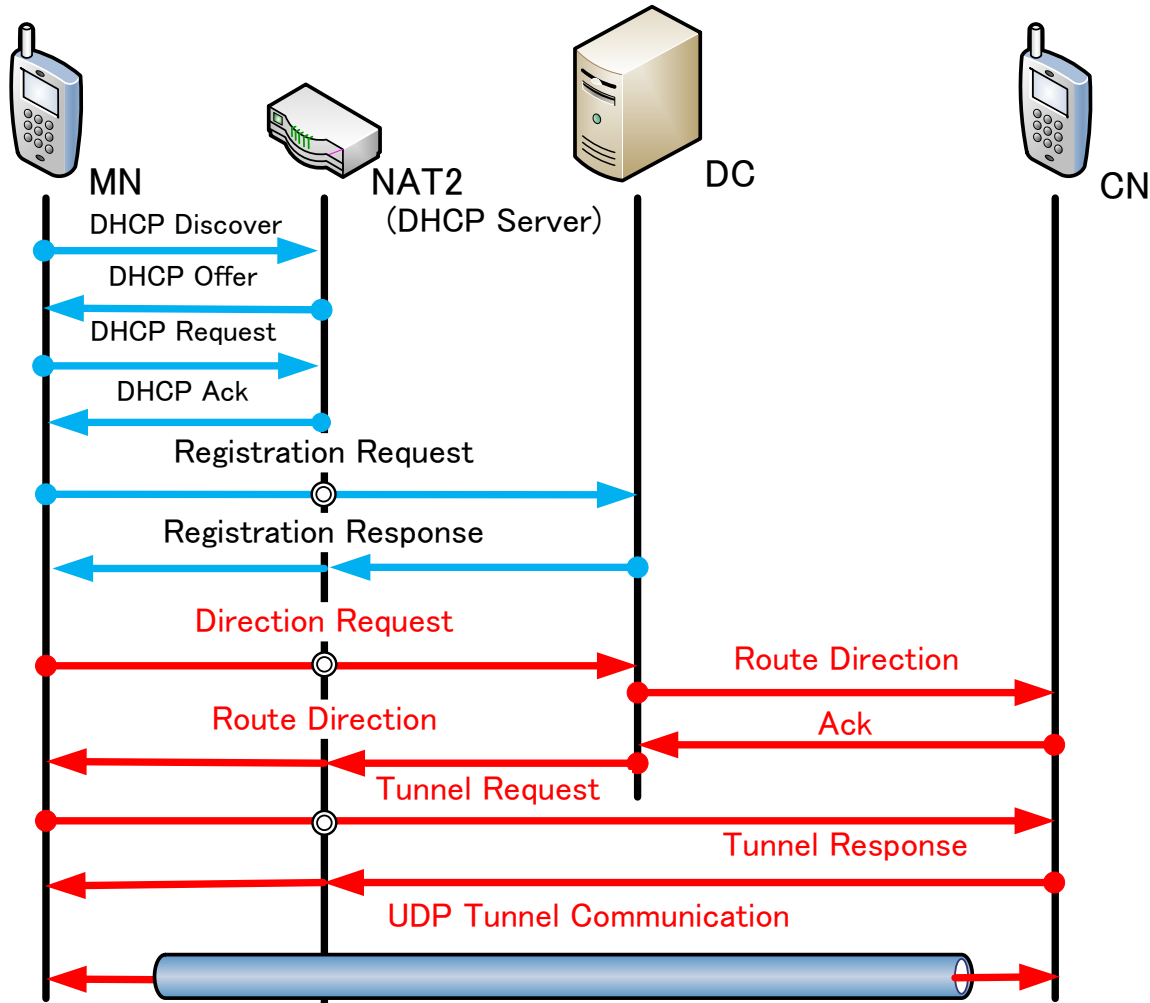 MN
NAT2
(DHCP Server)
DC
CN
DHCP Discover
DHCP Offer
DHCP Request
DHCP Ack
Registration Request
Registration Response
Direction Request
Route Direction
Route Direction
Ack
Tunnel Request
Tunnel Response
UDP Tunnel Communication